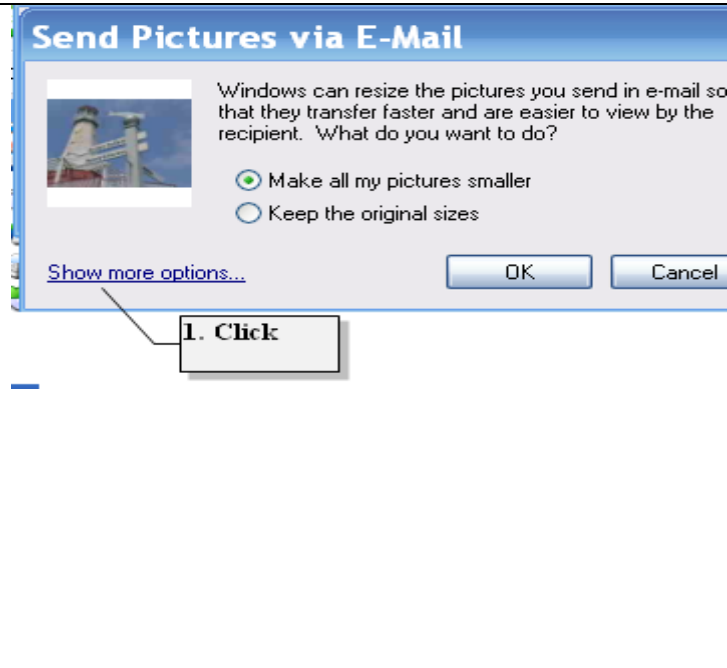 Send Pictures via E-Mail
Windows can resize the pictures you send in e-mail so
that they transfer faster and are easier to view by the
recipient. What do you want to do?
Make all my pictures smaller
Keep the original sizes
Show more options...
OK
Cancel
1. Click